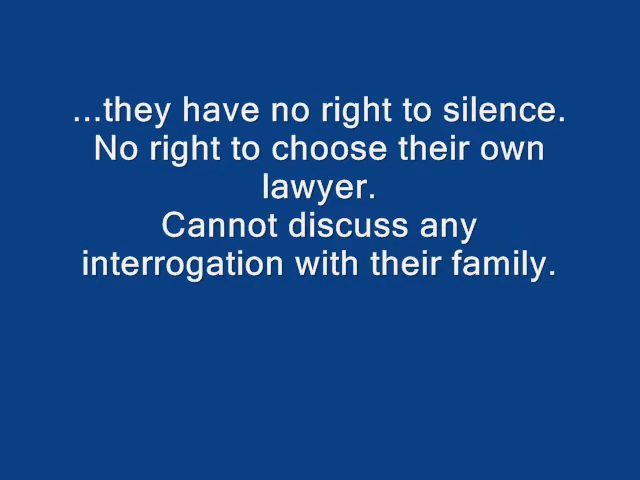 ...they have no right to silence.
No right to choose their own
lawyer.
Cannot discuss any
interrogation with their family.